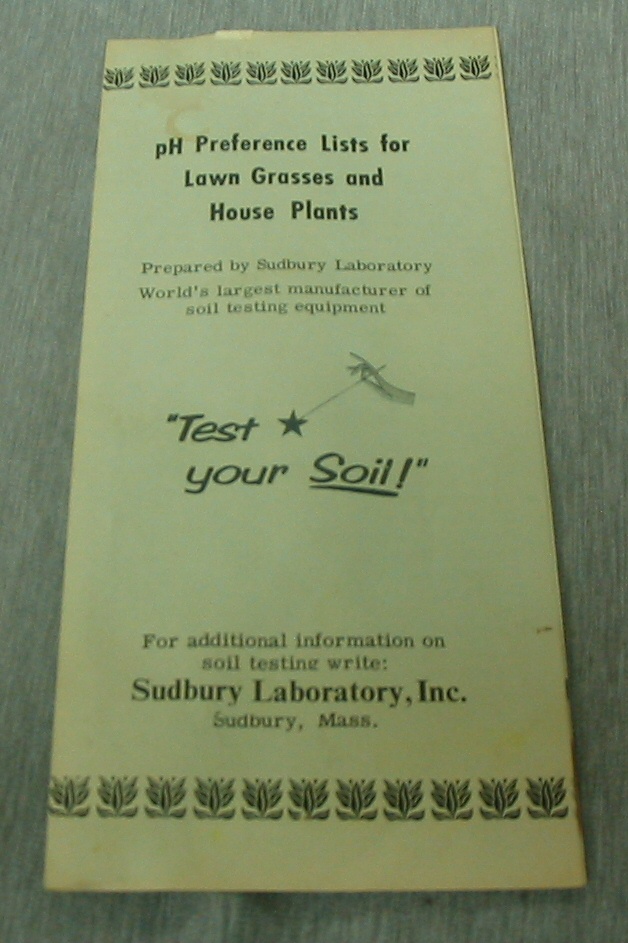 pH Preference Lists for
Lawn Grasses and
House Plants
Prepared by Sudbury Laboratory
World's largest manufacturer of
soil testing equipment
"Test
your Soil!"
For additional information on
soil testing write:
Sudbury Laboratory, Inc.
Sudbury, Mass.